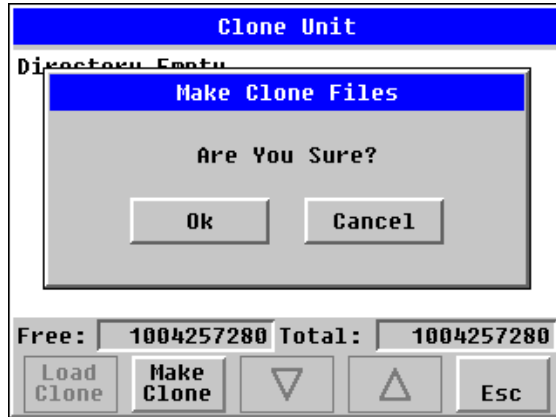 Clone Unit
Directory Empty
Make Clone Files
Are You Sure?
Ok Cancel
Free: 1004257280 Total: 1004257280
Load Clone Make Clone Esc